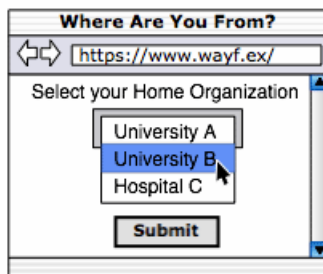 Where Are You From?
https://www.wayf.ex/
Select your Home Organization
University A
University B
Hospital C
Submit